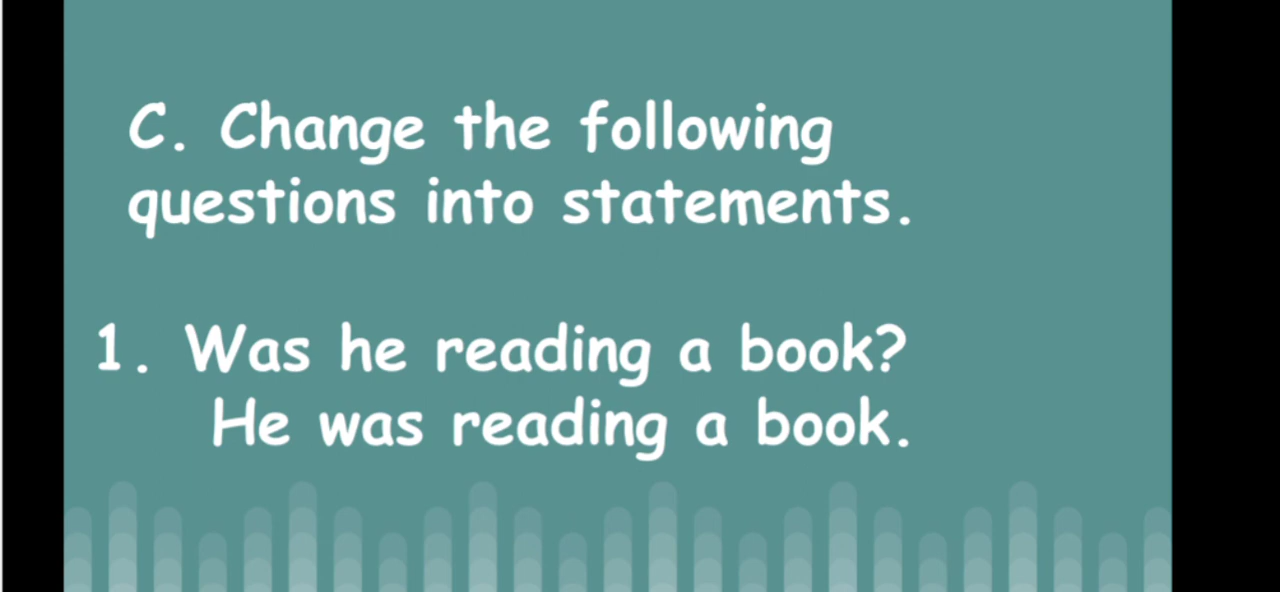 C. Change the following
questions into statements.
1. Was he reading a book?
He was reading a book.